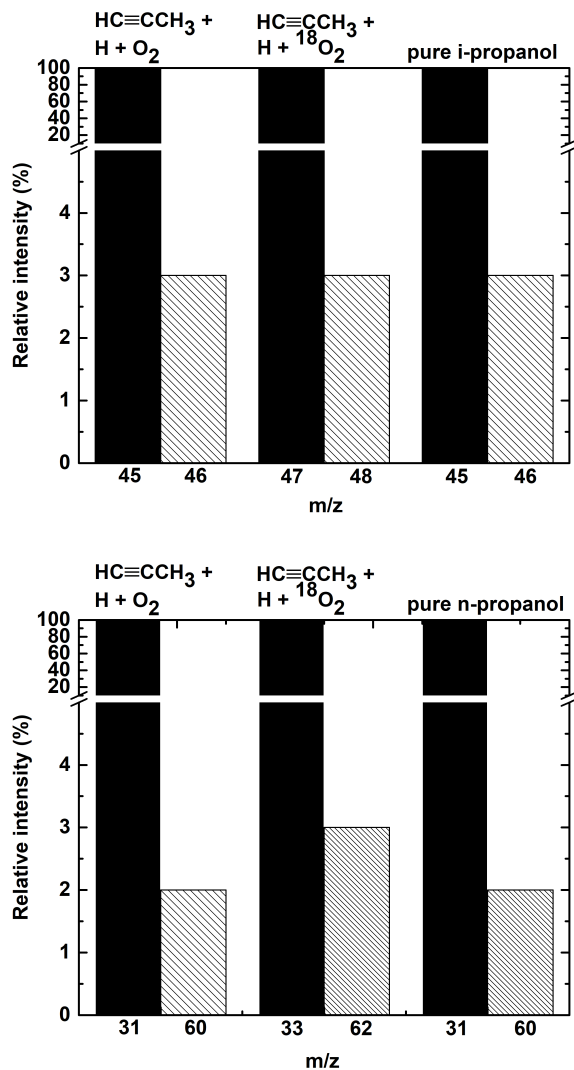 HC≡CCH3 +
H + O2
HC≡CCH3 +
H + 18O2
pure i-propanol
100
80
60
40
20
4
3
2
1
0
Relative intensity (%)
45 46 47 48 45 46
m/z
HC≡CCH3 +
H + O2
HC≡CCH3 +
H + 18O2
pure n-propanol
100
80
60
40
20
4
3
2
1
0
Relative intensity (%)
31 60 33 62 31 60
m/z